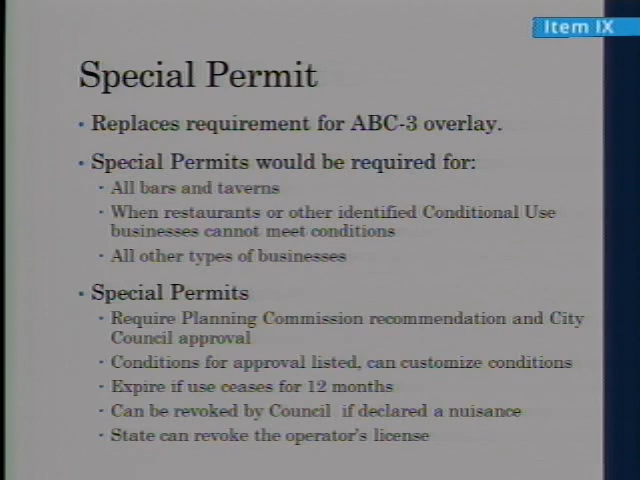 Item IX
Special Permit
• Replaces requirement for ABC-3 overlay.
• Special Permits would be required for:
• All bars and taverns
• When restaurants or other identified Conditional Use
businesses cannot meet conditions
• All other types of businesses
• Special Permits
• Require Planning Commission recommendation and City
Council approval
• Conditions for approval listed, can customize conditions
• Expire if use ceases for 12 months
• Can be revoked by Council if declared a nuisance
• State can revoke the operator's license